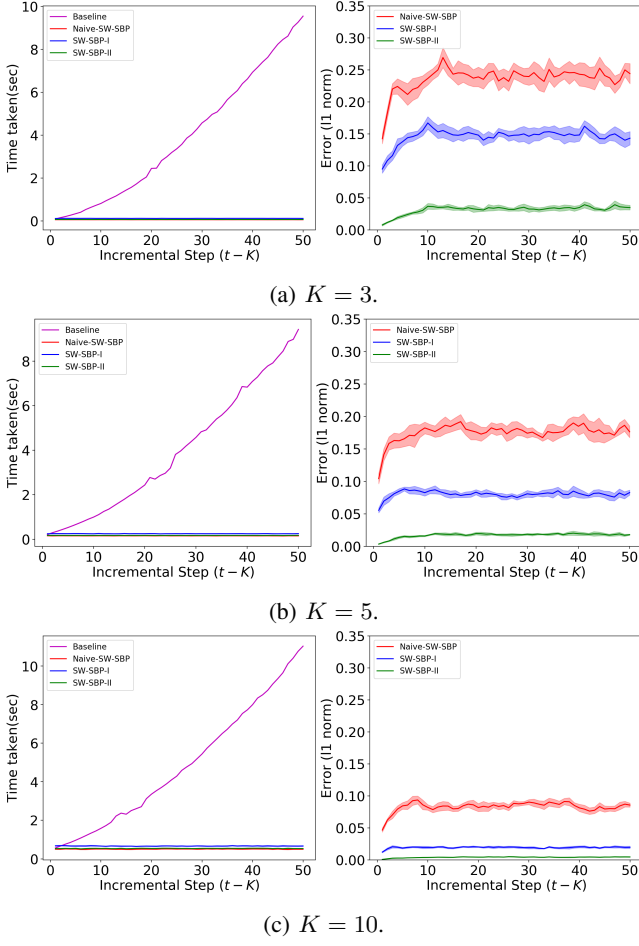 10
8
6
4
2
0
Time taken(sec)
Baseline
Naive-SW-SBP
SW-SBP-I
SW-SBP-II
0 10 20 30 40 50
Incremental Step (t − K)
0.35
0.30
0.25
0.20
0.15
0.10
0.05
0.00
Error (l1 norm)
Naive-SW-SBP
SW-SBP-I
SW-SBP-II
0 10 20 30 40 50
Incremental Step (t − K)
(a) K = 3.
8
6
4
2
0
Time taken(sec)
Baseline
Naive-SW-SBP
SW-SBP-I
SW-SBP-II
0 10 20 30 40 50
Incremental Step (t − K)
0.35
0.30
0.25
0.20
0.15
0.10
0.05
0.00
Error (l1 norm)
Naive-SW-SBP
SW-SBP-I
SW-SBP-II
0 10 20 30 40 50
Incremental Step (t − K)
(b) K = 5.
10
8
6
4
2
0
Time taken(sec)
Baseline
Naive-SW-SBP
SW-SBP-I
SW-SBP-II
0 10 20 30 40 50
Incremental Step (t − K)
0.35
0.30
0.25
0.20
0.15
0.10
0.05
0.00
Error (l1 norm)
Naive-SW-SBP
SW-SBP-I
SW-SBP-II
0 10 20 30 40 50
Incremental Step (t − K)
(c) K = 10.